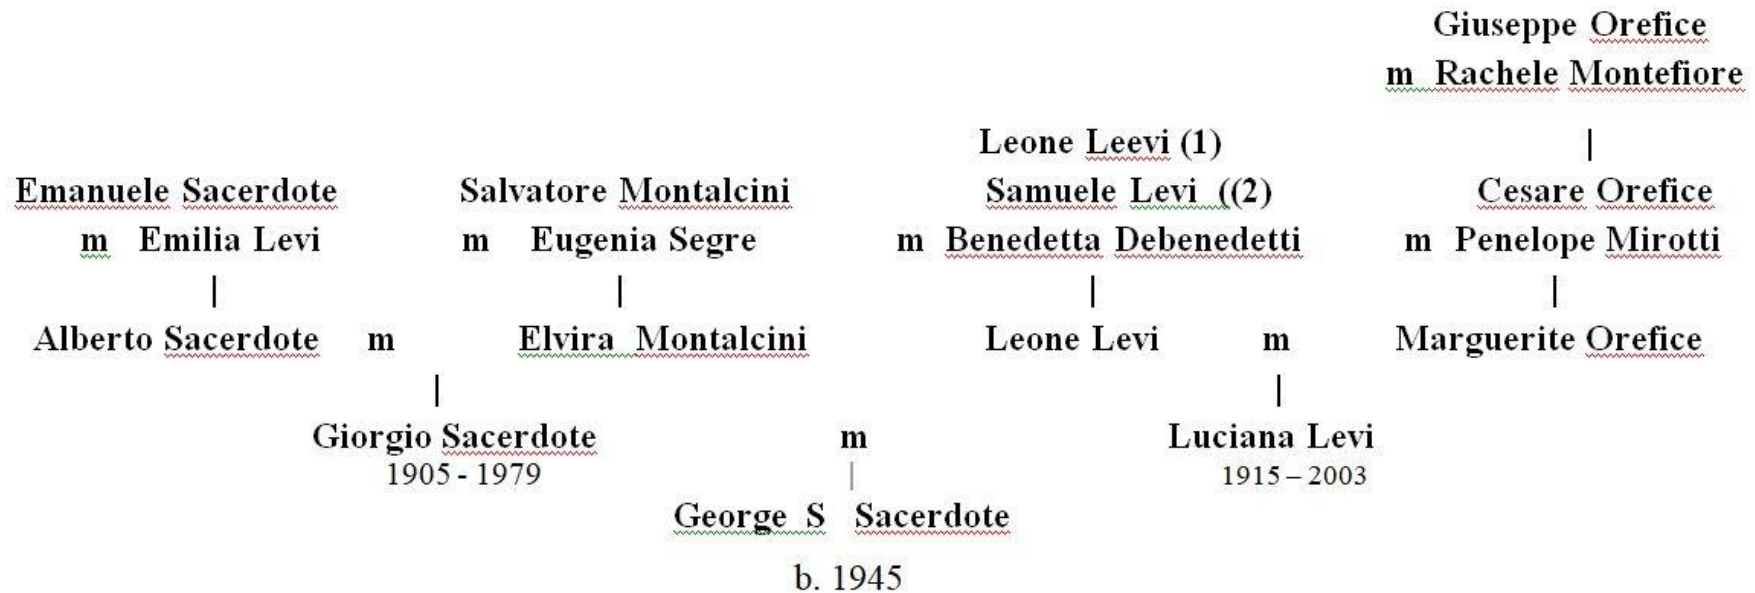 Giuseppe Orefice
m Rachele Montefiore
Leone Leevi (1)
Emanuele Sacerdote Salvatore Montalcini Samuele Levi ((2) Cesare Orefice
m Emilia Levi m Eugenia Segre m Benedetta Debenedetti m Penelope Mirotti
Alberto Sacerdote m Elvira Montalcini Leone Levi m Marguerite Orefice
Giorgio Sacerdote m Luciana Levi
1905 - 1979 1915 – 2003
George S Sacerdote
b. 1945